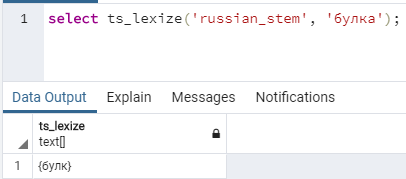 1 select ts_lexize('russian_stem', 'булка');
Data Output Explain Messages Notifications
ts_lexize
text[]
1 {булк}